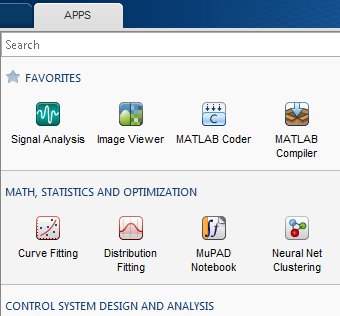 APPS
Search
FAVORITES
Signal Analysis Image Viewer MATLAB Coder MATLAB
Compiler
MATH, STATISTICS AND OPTIMIZATION
Curve Fitting Distribution MuPAD Neural Net
Fitting Notebook Clustering
CONTROL SYSTEM DESIGN AND ANALYSIS